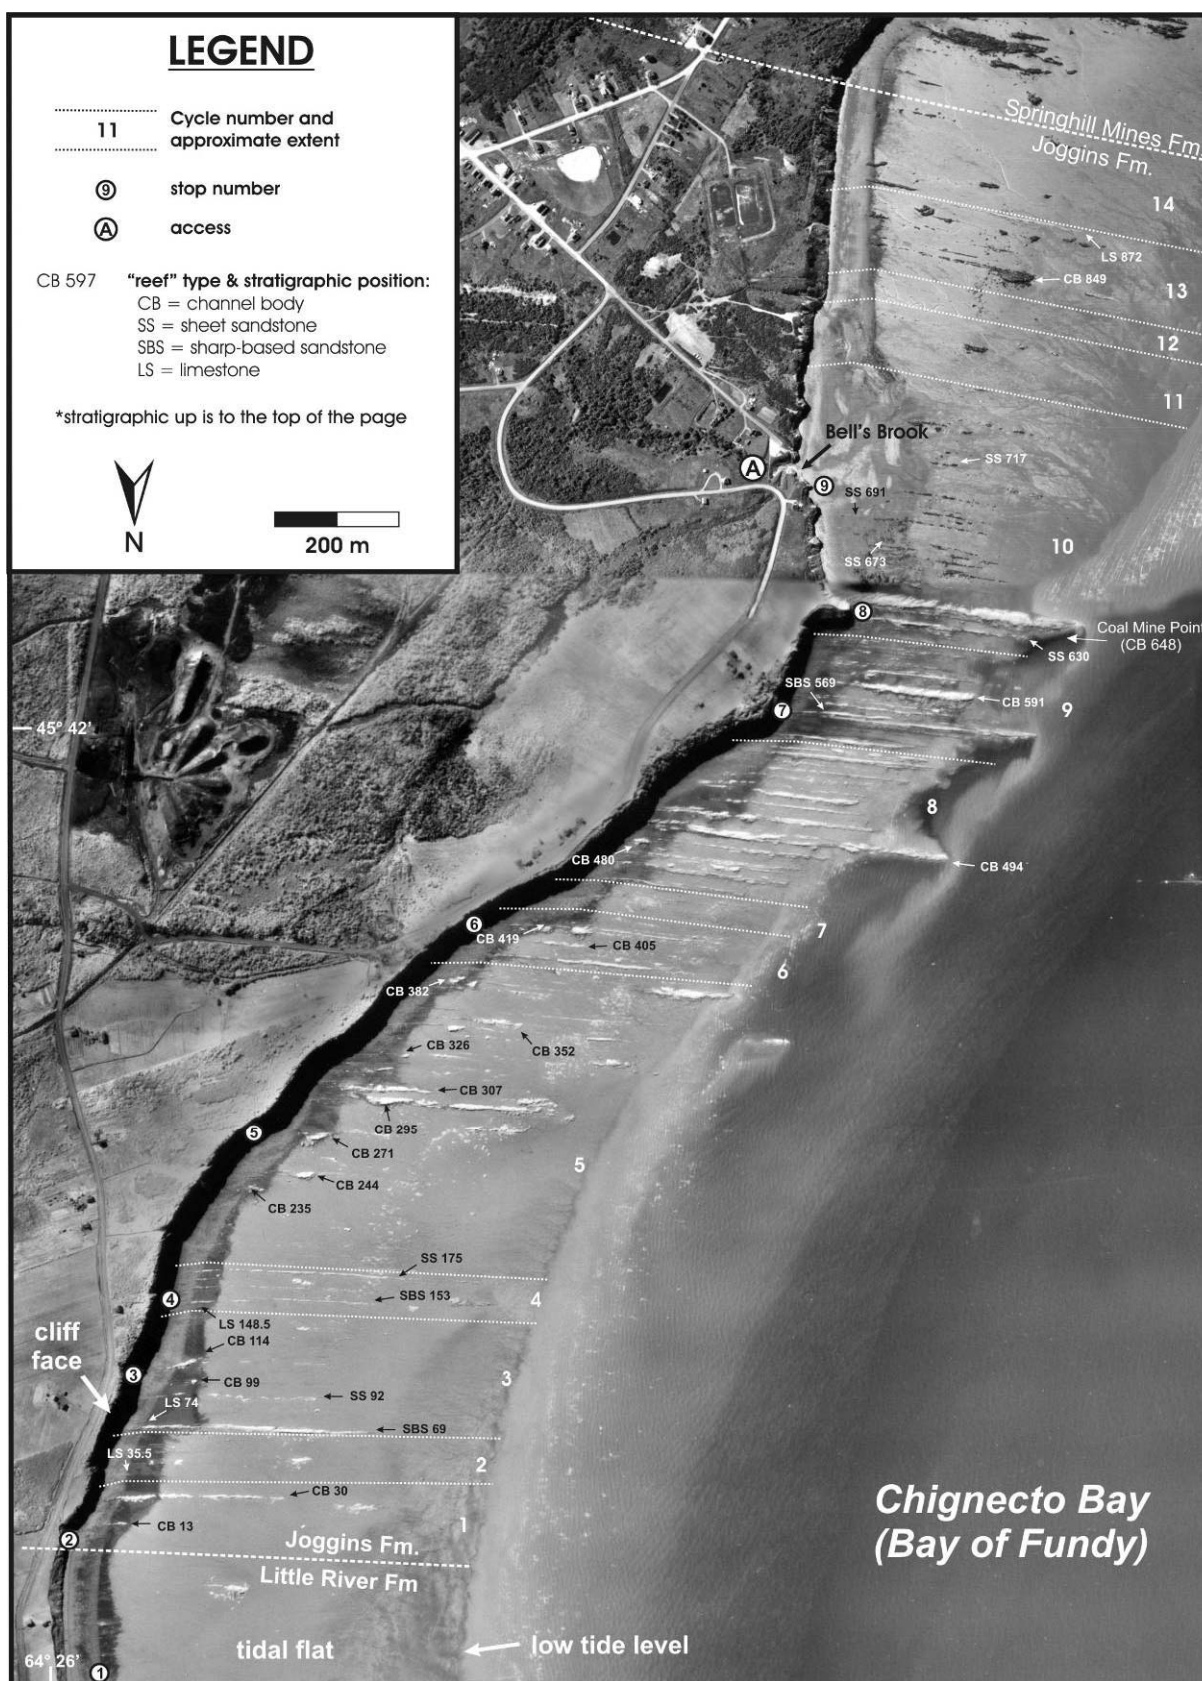 LEGEND
11
Cycle number and
approximate extent
9
stop number
A
access
CB 597
“reef” type & stratigraphic position:
CB = channel body
SS = sheet sandstone
SBS = sharp-based sandstone
LS = limestone
*stratigraphic up is to the top of the page
N
200 m
Springhill Mines Fm.
Joggins Fm.
14
LS 872
CB 849
13
12
11
Bell's Brook
A
SS 717
9
SS 691
SS 673
10
8
Coal Mine Point
(CB 648)
SS 630
SBS 569
CB 591
7
9
45° 42'
8
CB 480
CB 494
6
CB 419
7
CB 405
6
CB 382
CB 326
CB 352
CB 307
CB 295
5
CB 271
5
CB 244
CB 235
SS 175
4
SBS 153
4
LS 148.5
cliff
face
CB 114
3
CB 99
3
SS 92
LS 74
SBS 69
LS 35.5
2
CB 30
CB 13
1
2
Joggins Fm.
Little River Fm
Chignecto Bay
(Bay of Fundy)
tidal flat
low tide level
64° 26'
1